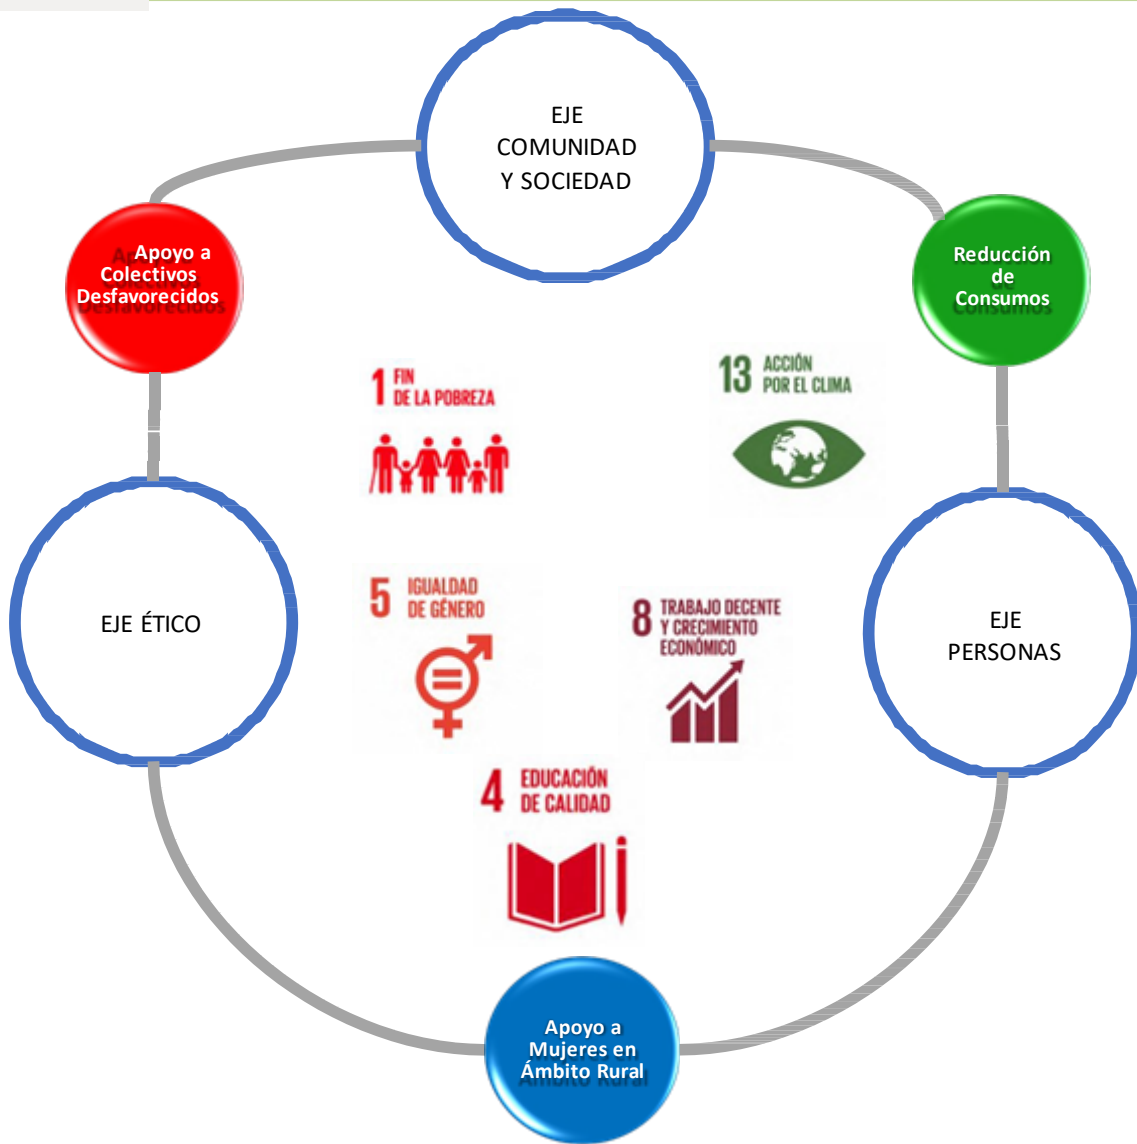 EJE
COMUNIDAD
Y SOCIEDAD
Apoyo a
Colectivos
Desfavorecidos
Reducción
de
Consumos
1 FIN
DE LA POBREZA
13 ACCIÓN
POR EL CLIMA
EJE ÉTICO
5 IGUALDAD
DE GÉNERO
8 TRABAJO DECENTE
Y CRECIMIENTO
ECONÓMICO
EJE
PERSONAS
4 EDUCACIÓN
DE CALIDAD
Apoyo a
Mujeres en
Ámbito Rural